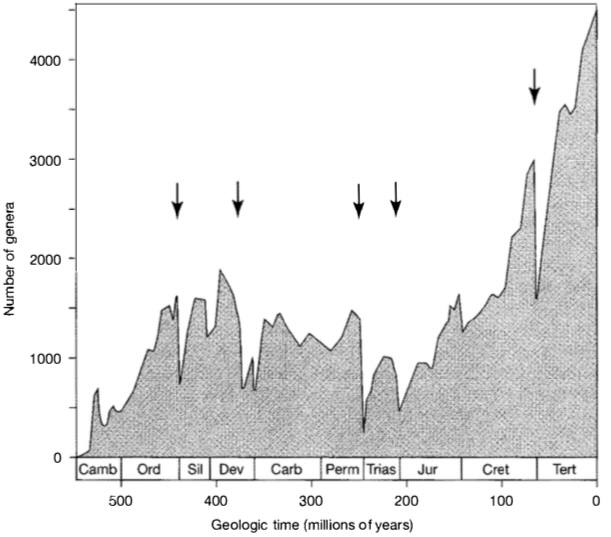 4000
3000
2000
1000
0
Number of genera
Camb Ord Sil Dev Carb Perm Trias Jur Cret Tert
500 400 300 200 100 0
Geologic time (millions of years)